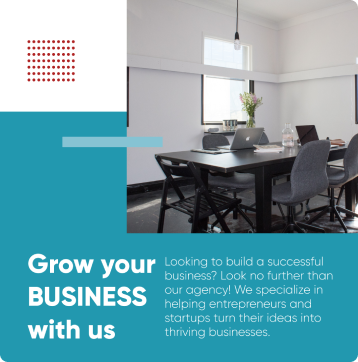 Grow your
BUSINESS
with us
Looking to build a successful
business? Look no further than
our agency! We specialize in
helping entrepreneurs and
startups turn their ideas into
thriving businesses.